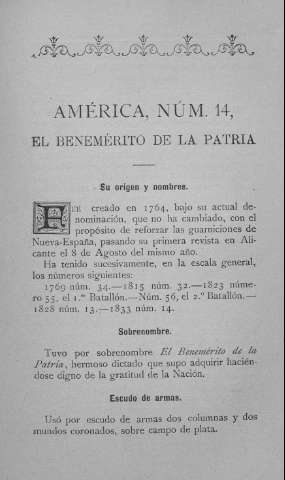 AMÉRICA, NÚM. 14,
EL BENEMÉRITO DE LA PATRIA
Su origen y nombres.
FUE creado en 1764, bajo su actual de-
nominación, que no ha cambiado, con el
propósito de reforzar las guarniciones de
Nueva-España, pasando su primera revista en Ali-
cante el 8 de Agosto del mismo año.
Ha tenido sucesivamente, en la escala general,
los números siguientes:
1769 núm. 34.—1815 núm. 32.—1823 núme-
ro 55, el 1.er Batallón.—Núm. 56, el 2.º Batallón.—
1828 núm. 13.—1833 núm. 14.
Sobrenombre.
Tuvo por sobrenombre El Benemérito de la
Patria, hermoso dictado que supo adquirir hacién-
dose digno de la gratitud de la Nación.
Escudo de armas.
Usó por escudo de armas dos columnas y dos
mundos coronados, sobre campo de plata.